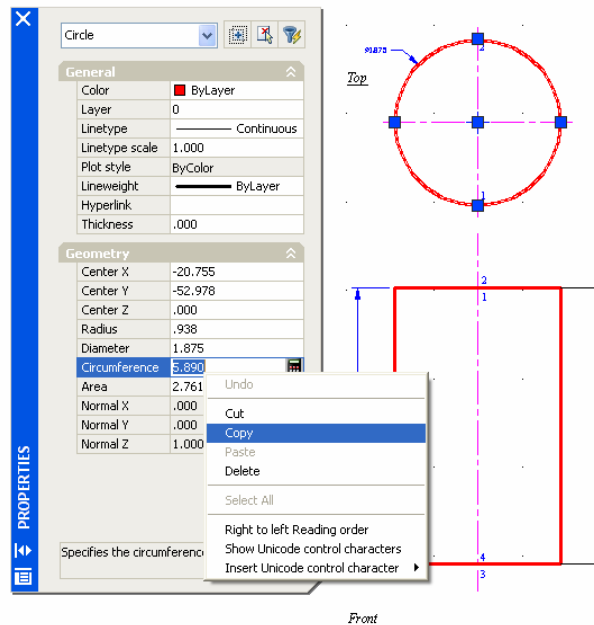 Circle
General
Color ByLayer
Layer 0
Linetype Continuous
Linetype scale 1.000
Plot style ByColor
Lineweight ByLayer
Hyperlink
Thickness .000
Geometry
Center X -20.755
Center Y -52.978
Center Z .000
Radius .938
Diameter 1.875
Circumference 5.890
Area 2.761
Normal X .000
Normal Y .000
Normal Z 1.000
Undo
Cut
Copy
Paste
Delete
Select All
Right to left Reading order
Show Unicode control characters
Insert Unicode control character
Specifies the circumference
PROPERTIES
ø1.875
2
Top
1
2
1
4
3
Front